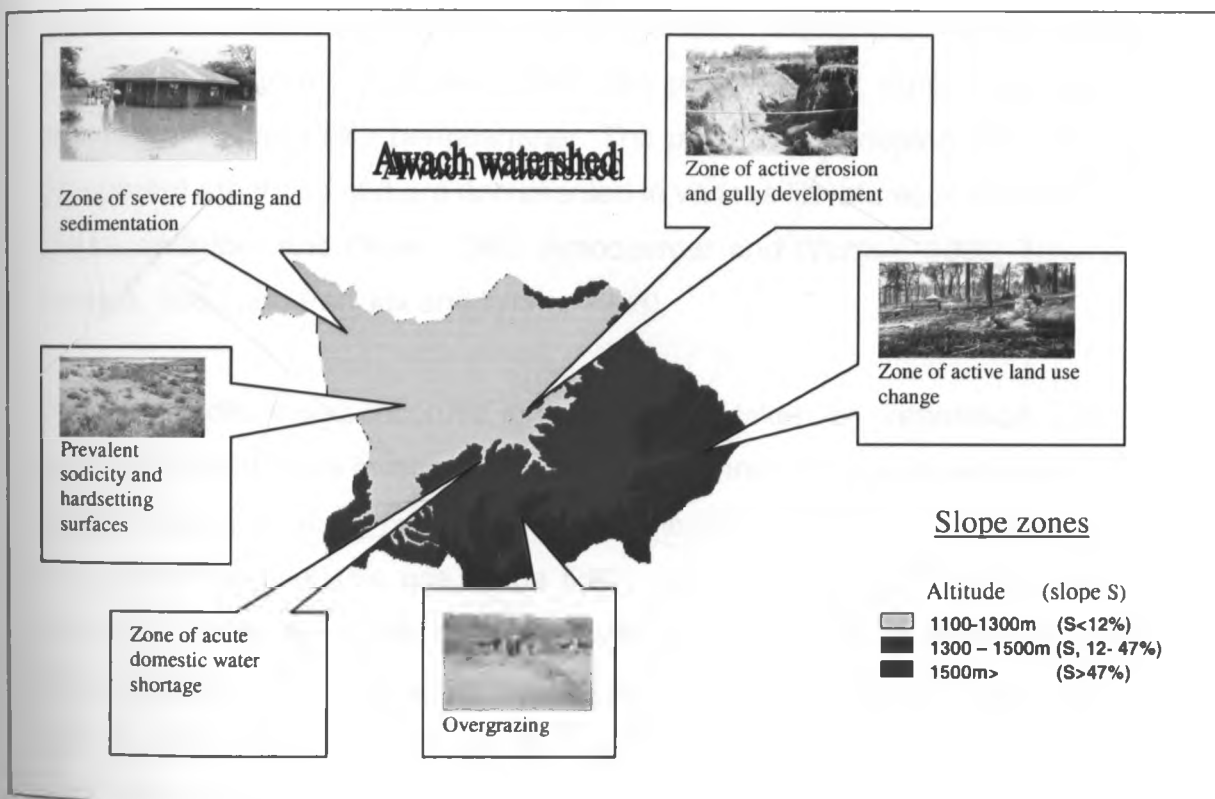 Awach watershed
Zone of severe flooding and
sedimentation
Zone of active erosion
and gully development
Zone of active land use
change
Prevalent
sodicity and
hardsetting
surfaces
Zone of acute
domestic water
shortage
Overgrazing
Slope zones
Altitude (slope S)
1100-1300m (S<12%)
1300 – 1500m (S, 12- 47%)
1500m> (S>47%)